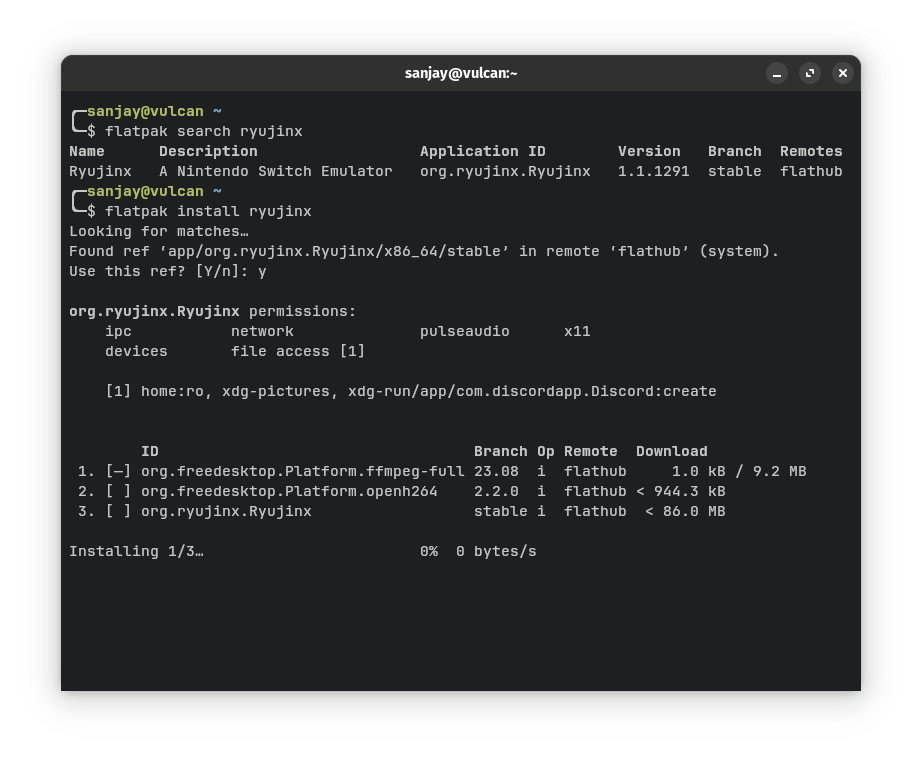 sanjay@vulcan:~
sanjay@vulcan ~
$ flatpak search ryujinx
Name Description Application ID Version Branch Remotes
Ryujinx A Nintendo Switch Emulator org.ryujinx.Ryujinx 1.1.1291 stable flathub
sanjay@vulcan ~
$ flatpak install ryujinx
Looking for matches…
Found ref ‘app/org.ryujinx.Ryujinx/x86_64/stable’ in remote ‘flathub’ (system).
Use this ref? [Y/n]: y
org.ryujinx.Ryujinx permissions:
ipc network pulseaudio x11
devices file access [1]
[1] home:ro, xdg-pictures, xdg-run/app/com.discordapp.Discord:create
ID Branch Op Remote Download
1. [—] org.freedesktop.Platform.ffmpeg-full 23.08 i flathub 1.0 kB / 9.2 MB
2. [ ] org.freedesktop.Platform.openh264 2.2.0 i flathub < 944.3 kB
3. [ ] org.ryujinx.Ryujinx stable i flathub < 86.0 MB
Installing 1/3… 0% 0 bytes/s